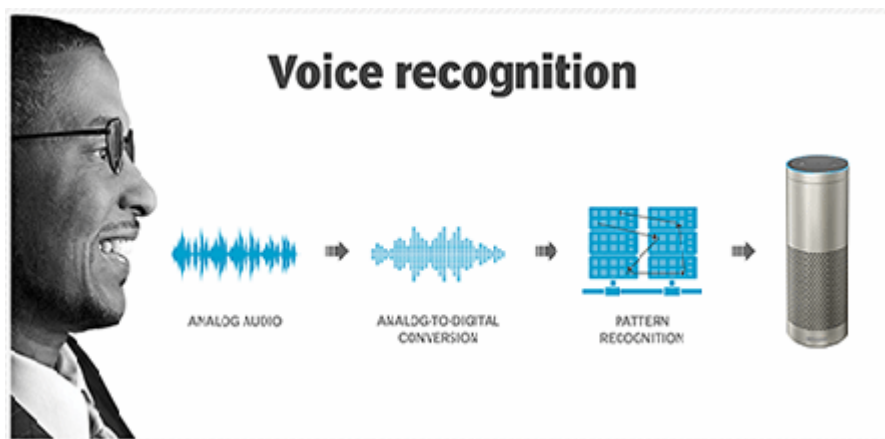 Voice recognition
ANALOG AUDIO
ANALOG-TO-DIGITAL
CONVERSION
PATTERN
RECOGNITION